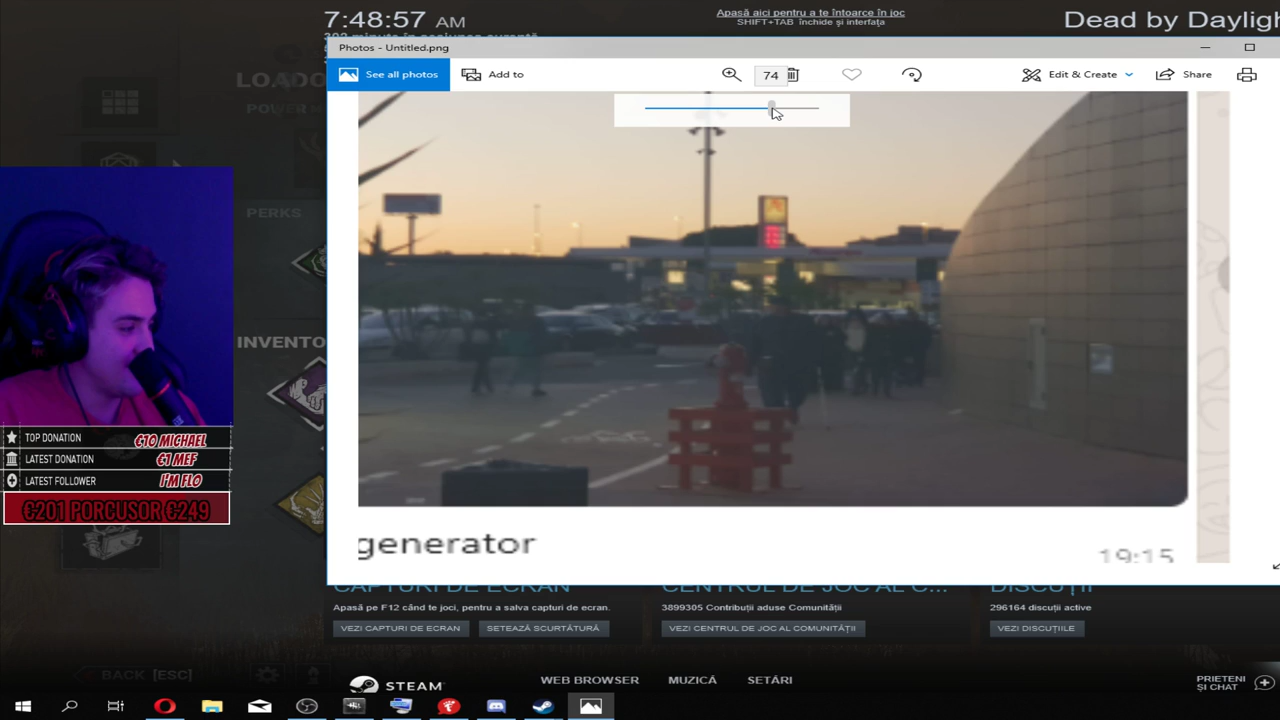 7:48:57 AM
Apasă aici pentru a te întoarce în joc
SHIFT+TAB închide și interfața
Dead by Dayligh
Photos - Untitled.png
See all photos
Add to
74
Edit & Create
Share
LOADO
POWER
PERKS
INVENTO
TOP DONATION €10 MICHAEL
LATEST DONATION €1 MEF
LATEST FOLLOWER I'M FLO
€201 PORCUSOR €249
generator
19:15
CAPTURI DE ECRAN
CENTRUL DE JOC AL C...
DISCUȚII
Apasă pe F12 când te joci, pentru a salva capturi de ecran.
3899305 Contribuții aduse Comunității
296164 discuții active
VEZI CAPTURI DE ECRAN
SETEAZĂ SCURTĂTURĂ
VEZI CENTRUL DE JOC AL COMUNITĂȚII
VEZI DISCUȚIILE
BACK [ESC]
STEAM
WEB BROWSER
MUZICĂ
SETĂRI
PRIETENI
ȘI CHAT